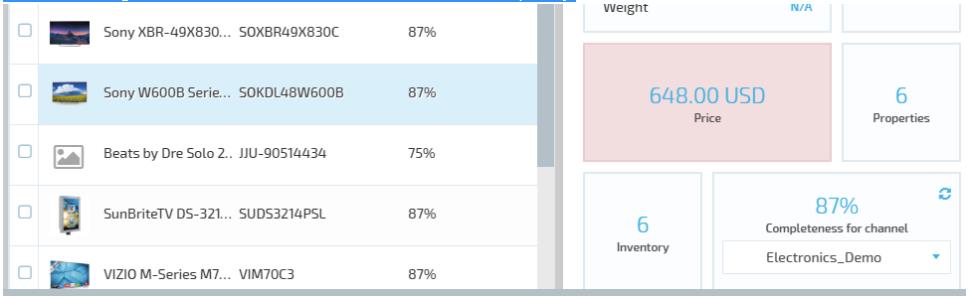 Sony XBR-49X830... SOXBR49X830C 87%
Sony W600B Serie... SOKDL48W600B 87%
Beats by Dre Solo 2.. JJU-90514434 75%
SunBriteTV DS-321... SUDS3214PSL 87%
VIZIO M-Series M7... VIM70C3 87%
Weight N/A
648.00 USD
Price
6
Properties
6
Inventory
87%
Completeness for channel
Electronics_Demo